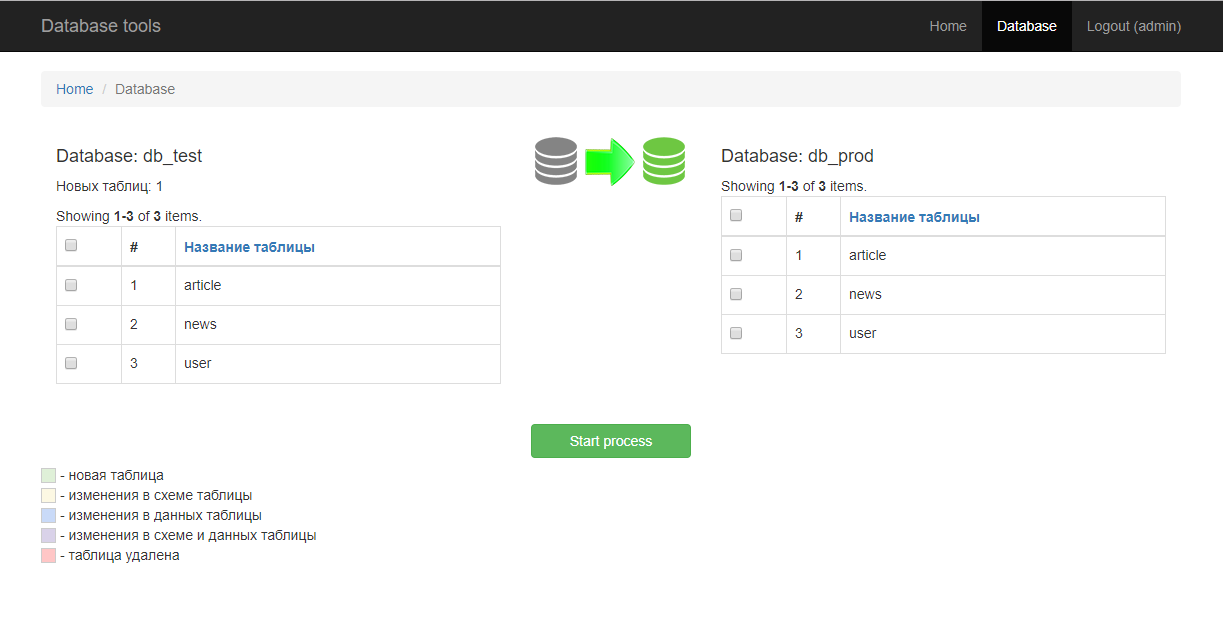 Database tools
Home
Database
Logout (admin)
Home / Database
Database: db_test
Новых таблиц: 1
Showing 1-3 of 3 items.
# Название таблицы
1 article
2 news
3 user
Database: db_prod
Showing 1-3 of 3 items.
# Название таблицы
1 article
2 news
3 user
Start process
- новая таблица
- изменения в схеме таблицы
- изменения в данных таблицы
- изменения в схеме и данных таблицы
- таблица удалена